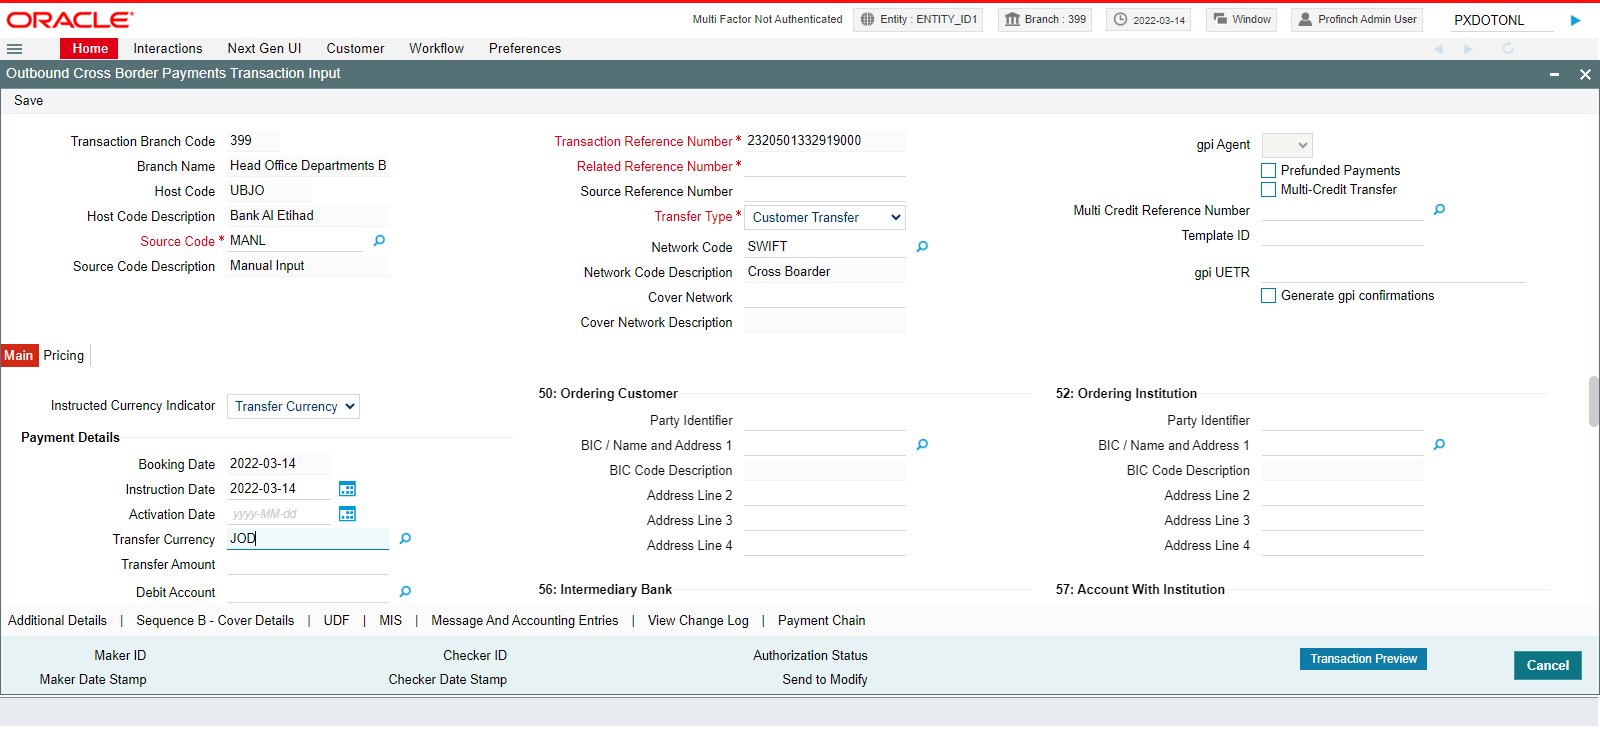 ORACLE
Multi Factor Not Authenticated Entity : ENTITY_ID1 Branch : 399 2022-03-14 Window Profinch Admin User PXDOTONL
Home Interactions Next Gen UI Customer Workflow Preferences
Outbound Cross Border Payments Transaction Input
Save
Transaction Branch Code 399
Branch Name Head Office Departments B
Host Code UBJO
Host Code Description Bank Al Etihad
Source Code * MANL
Source Code Description Manual Input
Transaction Reference Number * 2320501332919000
Related Reference Number *
Source Reference Number
Transfer Type * Customer Transfer
Network Code SWIFT
Network Code Description Cross Boarder
Cover Network
Cover Network Description
gpi Agent
Prefunded Payments
Multi-Credit Transfer
Multi Credit Reference Number
Template ID
gpi UETR
Generate gpi confirmations
Main Pricing
Instructed Currency Indicator Transfer Currency
Payment Details
Booking Date 2022-03-14
Instruction Date 2022-03-14
Activation Date yyyy-MM-dd
Transfer Currency JOD
Transfer Amount
Debit Account
50: Ordering Customer
Party Identifier
BIC / Name and Address 1
BIC Code Description
Address Line 2
Address Line 3
Address Line 4
56: Intermediary Bank
52: Ordering Institution
Party Identifier
BIC / Name and Address 1
BIC Code Description
Address Line 2
Address Line 3
Address Line 4
57: Account With Institution
Additional Details | Sequence B - Cover Details | UDF | MIS | Message And Accounting Entries | View Change Log | Payment Chain
Maker ID Checker ID Authorization Status
Maker Date Stamp Checker Date Stamp Send to Modify
Transaction Preview
Cancel